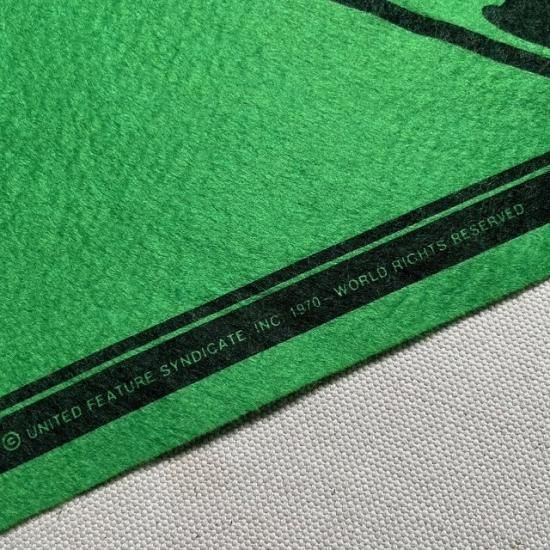 © UNITED FEATURE SYNDICATE, INC. 1970 - WORLD RIGHTS RESERVED